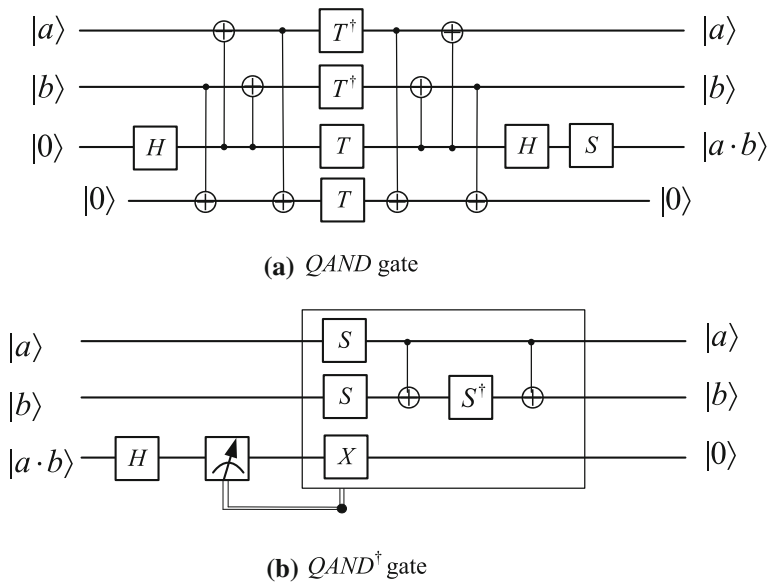 |a⟩ T† |a⟩
|b⟩ T† |b⟩
|0⟩ H T H S |a · b⟩
|0⟩ T |0⟩
(a) QAND gate
|a⟩ S |a⟩
|b⟩ S S† |b⟩
|a · b⟩ H X |0⟩
(b) QAND† gate